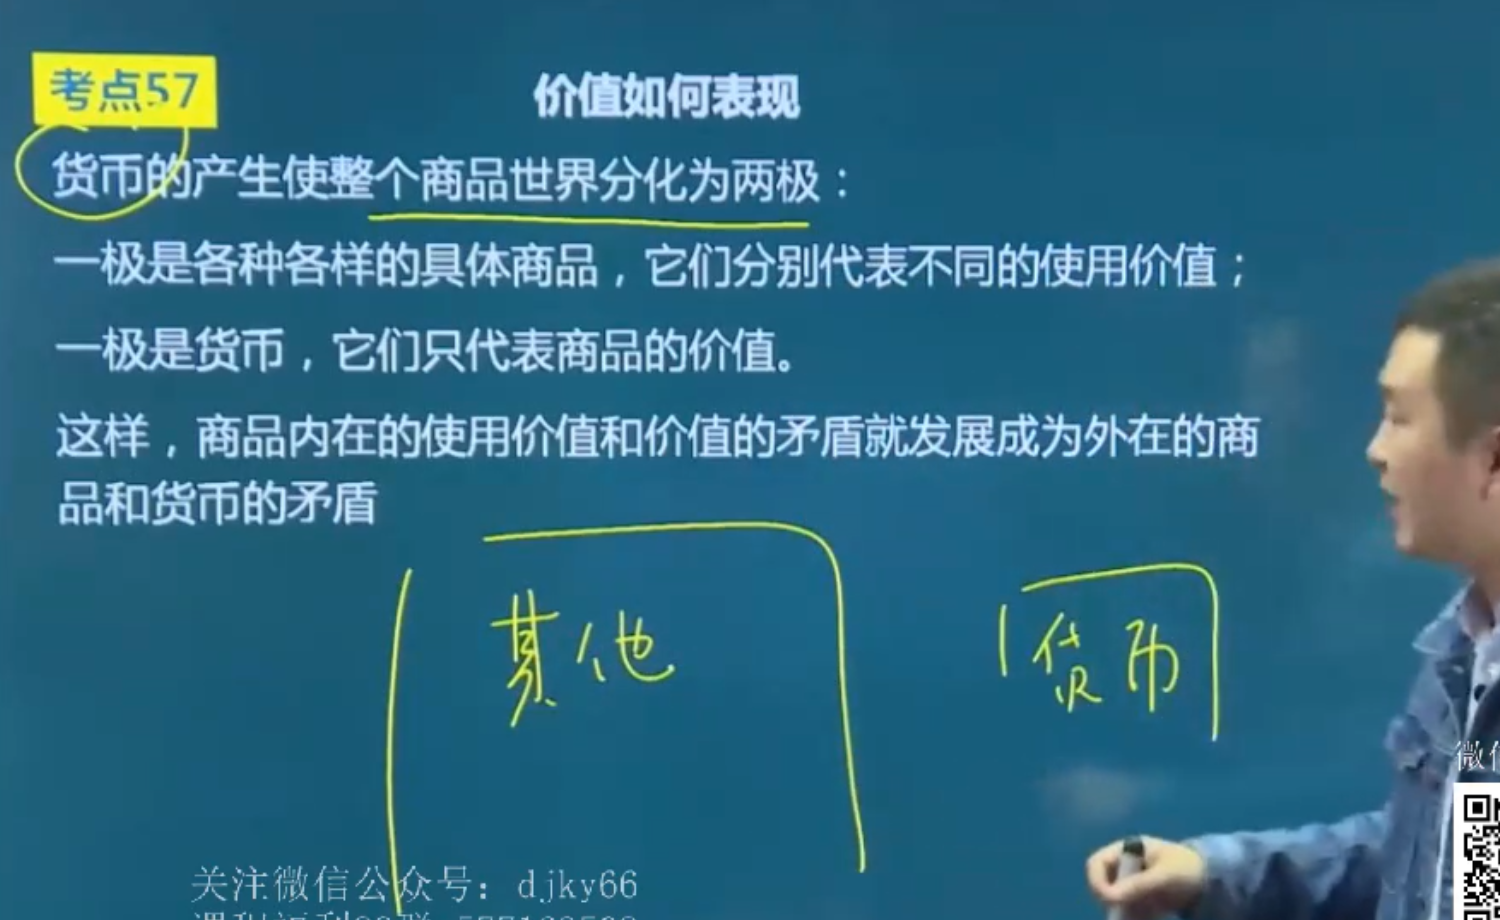 考点57
价值如何表现
货币的产生使整个商品世界分化为两极：
一极是各种各样的具体商品，它们分别代表不同的使用价值；
一极是货币，它们只代表商品的价值。
这样，商品内在的使用价值和价值的矛盾就发展成为外在的商
品和货币的矛盾
其他
货币
微信
关注微信公众号：djky66